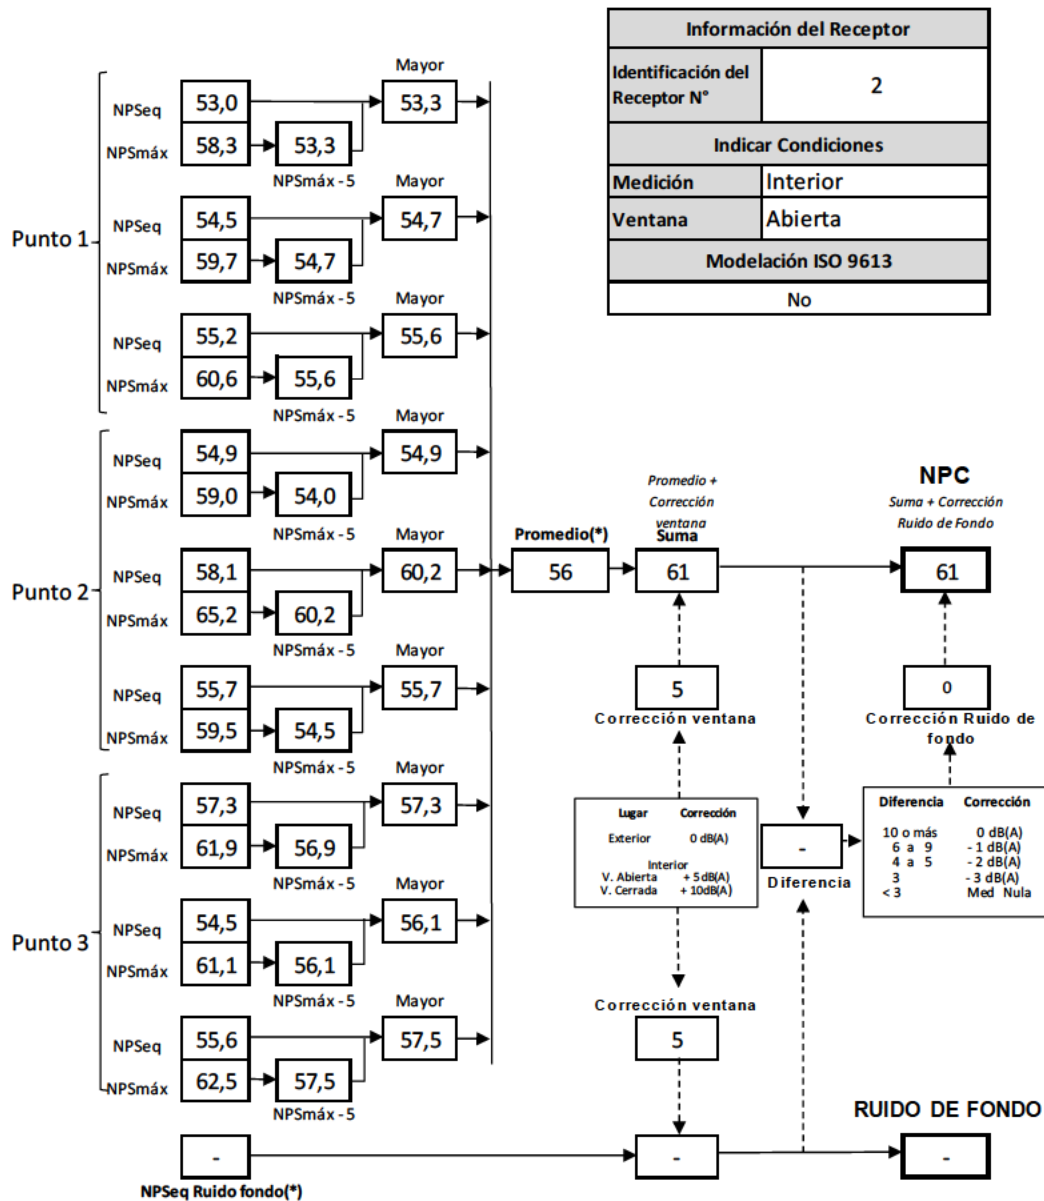 Información del Receptor
Identificación del
Receptor N°
2
Indicar Condiciones
Medición Interior
Ventana Abierta
Modelación ISO 9613
No
Punto 1
Mayor
NPSeq 53,0 53,3
NPSmáx 58,3 53,3
NPSmáx - 5
Mayor
NPSeq 54,5 54,7
NPSmáx 59,7 54,7
NPSmáx - 5
Mayor
NPSeq 55,2 55,6
NPSmáx 60,6 55,6
NPSmáx - 5
Punto 2
Mayor
NPSeq 54,9 54,9
NPSmáx 59,0 54,0
NPSmáx - 5
Mayor
NPSeq 58,1 60,2
NPSmáx 65,2 60,2
NPSmáx - 5
Mayor
NPSeq 55,7 55,7
NPSmáx 59,5 54,5
NPSmáx - 5
Punto 3
Mayor
NPSeq 57,3 57,3
NPSmáx 61,9 56,9
NPSmáx - 5
Mayor
NPSeq 54,5 56,1
NPSmáx 61,1 56,1
NPSmáx - 5
Mayor
NPSeq 55,6 57,5
NPSmáx 62,5 57,5
NPSmáx - 5
-
NPSeq Ruido fondo(*)
Promedio(*)
56
Promedio +
Corrección
ventana
Suma
61
5
Corrección ventana
Lugar Corrección
Exterior 0 dB(A)
Interior
V. Abierta + 5 dB(A)
V. Cerrada + 10dB(A)
Corrección ventana
5
-
-
Diferencia
NPC
Suma + Corrección
Ruido de Fondo
61
0
Corrección Ruido de
fondo
Diferencia Corrección
10 o más 0 dB(A)
6 a 9 - 1 dB(A)
4 a 5 - 2 dB(A)
3 - 3 dB(A)
< 3 Med Nula
RUIDO DE FONDO
-